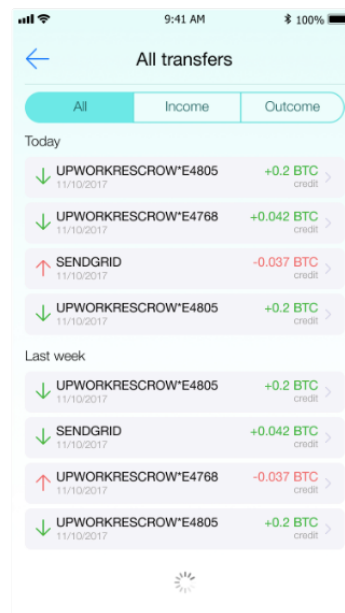 9:41 AM 100%
All transfers
All Income Outcome
Today
UPWORKRESCROW*E4805 +0.2 BTC
11/10/2017 credit
UPWORKRESCROW*E4768 +0.042 BTC
11/10/2017 credit
SENDGRID -0.037 BTC
11/10/2017 credit
UPWORKRESCROW*E4805 +0.2 BTC
11/10/2017 credit
Last week
UPWORKRESCROW*E4805 +0.2 BTC
11/10/2017 credit
SENDGRID +0.042 BTC
11/10/2017 credit
UPWORKRESCROW*E4768 -0.037 BTC
11/10/2017 credit
UPWORKRESCROW*E4805 +0.2 BTC
11/10/2017 credit